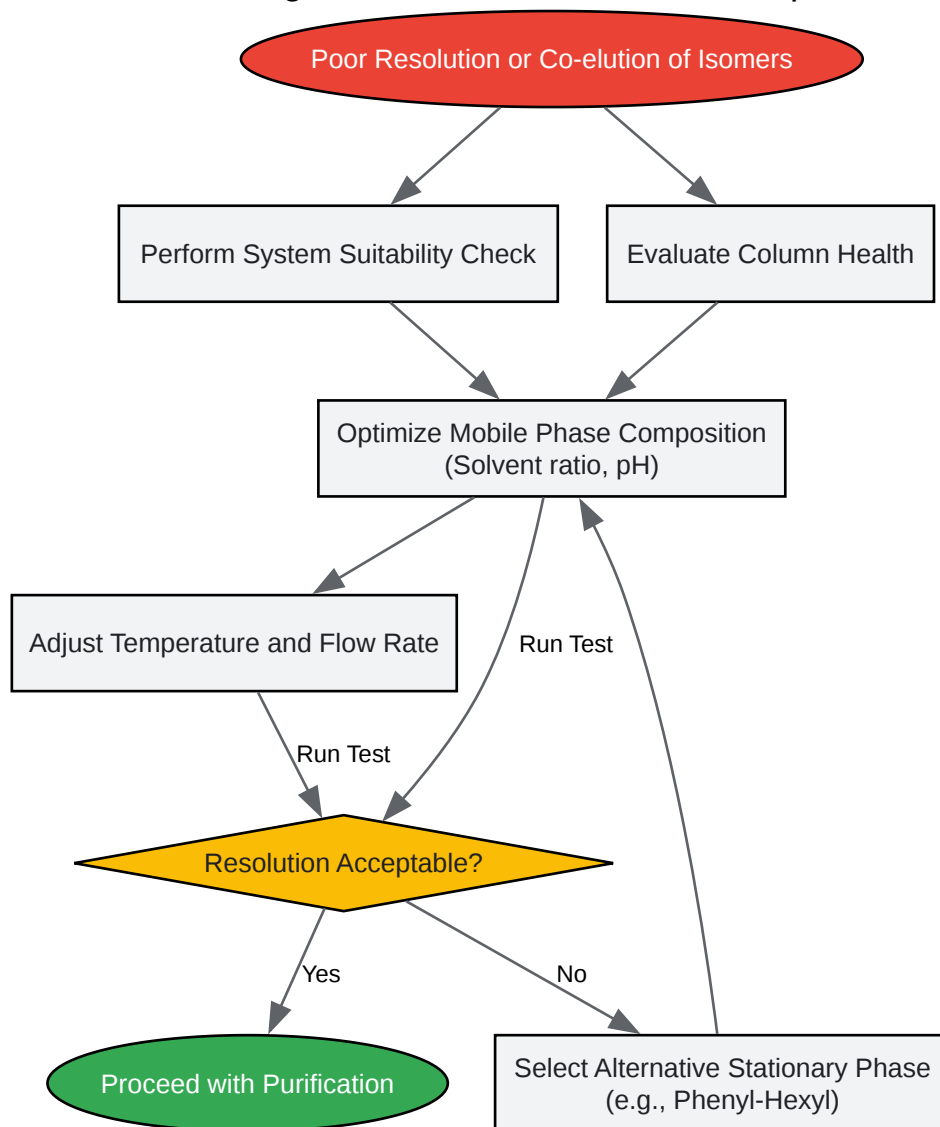 Poor Resolution or Co-elution of Isomers
Perform System Suitability Check
Evaluate Column Health
Optimize Mobile Phase Composition
(Solvent ratio, pH)
Adjust Temperature and Flow Rate
Run Test
Run Test
Resolution Acceptable?
Yes
No
Proceed with Purification
Select Alternative Stationary Phase
(e.g., Phenyl-Hexyl)